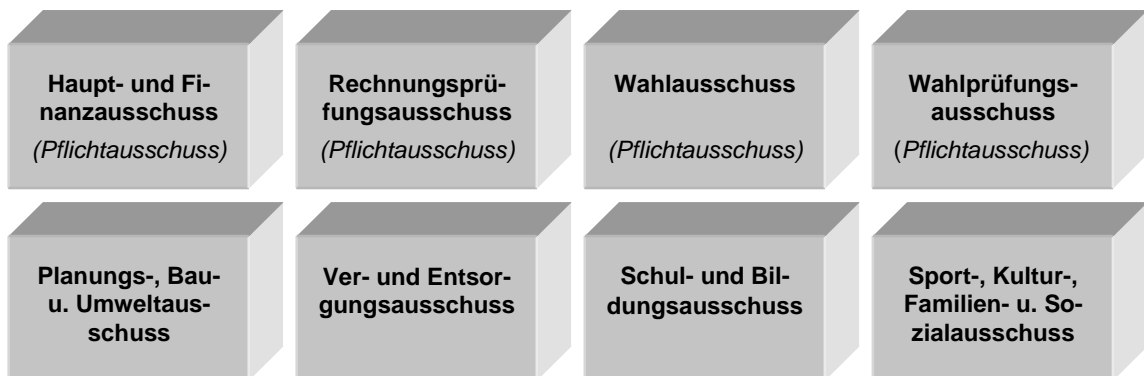 Haupt- und Fi-
nanzausschuss
(Pflichtausschuss)
Rechnungsprü-
fungsausschuss
(Pflichtausschuss)
Wahlausschuss
(Pflichtausschuss)
Wahlprüfungs-
ausschuss
(Pflichtausschuss)
Planungs-, Bau-
u. Umweltaus-
schuss
Ver- und Entsor-
gungsausschuss
Schul- und Bil-
dungsausschuss
Sport-, Kultur-,
Familien- u. So-
zialausschuss